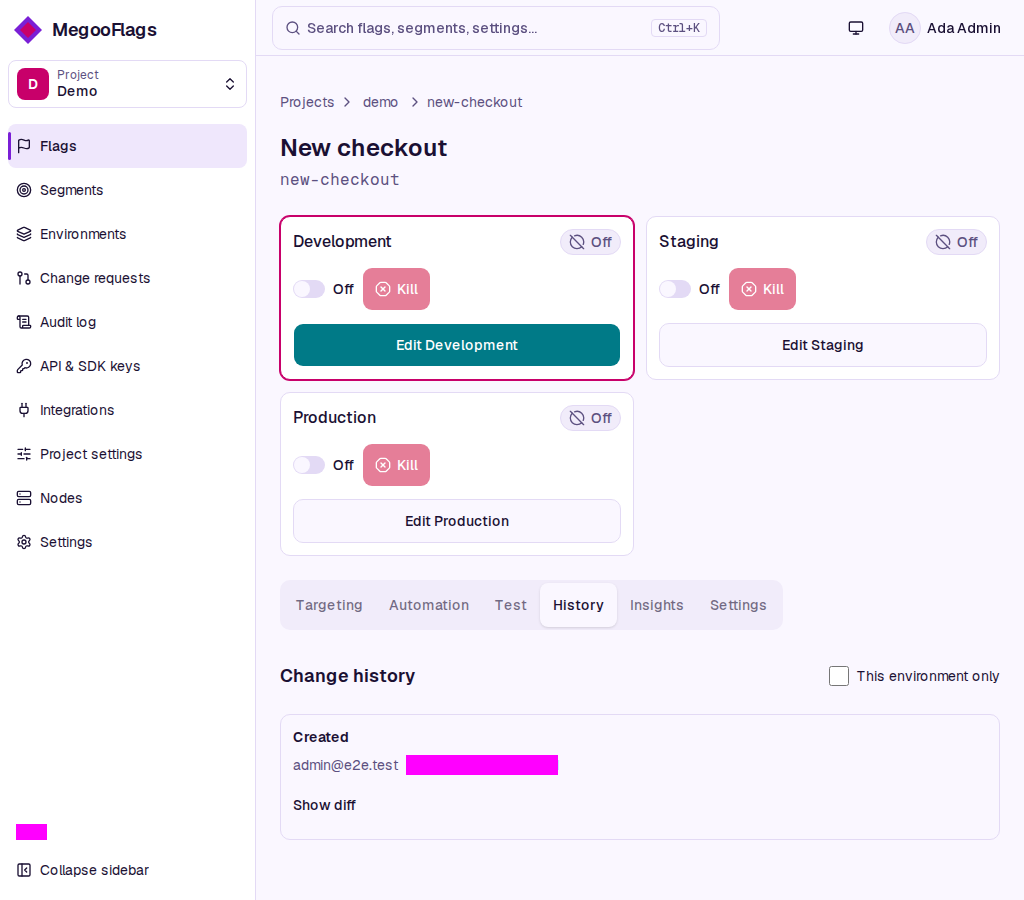 MegooFlags
Search flags, segments, settings...
Ctrl+K
AA
Ada Admin
D
Project
Demo
Flags
Segments
Environments
Change requests
Audit log
API & SDK keys
Integrations
Project settings
Nodes
Settings
Collapse sidebar
Projects
demo
new-checkout
New checkout
new-checkout
Development
Off
Off
Kill
Edit Development
Staging
Off
Off
Kill
Edit Staging
Production
Off
Off
Kill
Edit Production
Targeting
Automation
Test
History
Insights
Settings
Change history
This environment only
Created
admin@e2e.test
Show diff